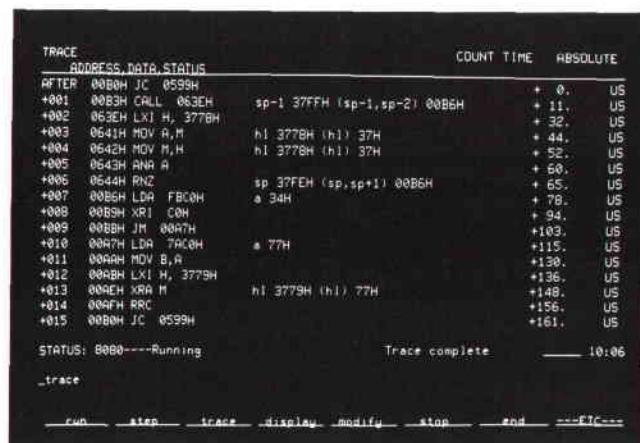 TRACE COUNT TIME ABSOLUTE
ADDRESS,DATA,STATUS
AFTER 00B0H JC 0599H + 0. US
+001 00B3H CALL 063EH sp-1 37FFH (sp-1,sp-2) 00B6H + 11. US
+002 063EH LXI H, 3778H + 32. US
+003 0641H MOV A,M hl 3778H (hl) 37H + 44. US
+004 0642H MOV M,H hl 3778H (hl) 37H + 52. US
+005 0643H ANA A + 60. US
+006 0644H RNZ sp 37FEH (sp,sp+1) 00B6H + 65. US
+007 00B6H LDA FBC0H a 34H + 78. US
+008 00B9H XRI C0H + 94. US
+009 00BBH JM 00A7H +103. US
+010 00A7H LDA 7AC0H a 77H +115. US
+011 00AAH MOV B,A +130. US
+012 00ABH LXI H, 3779H +136. US
+013 00AEH XRA M hl 3779H (hl) 77H +148. US
+014 00AFH RRC +156. US
+015 00B0H JC 0599H +161. US
STATUS: 8080----Running Trace complete 10:06
_trace
run step trace display modify stop end ---ETC---